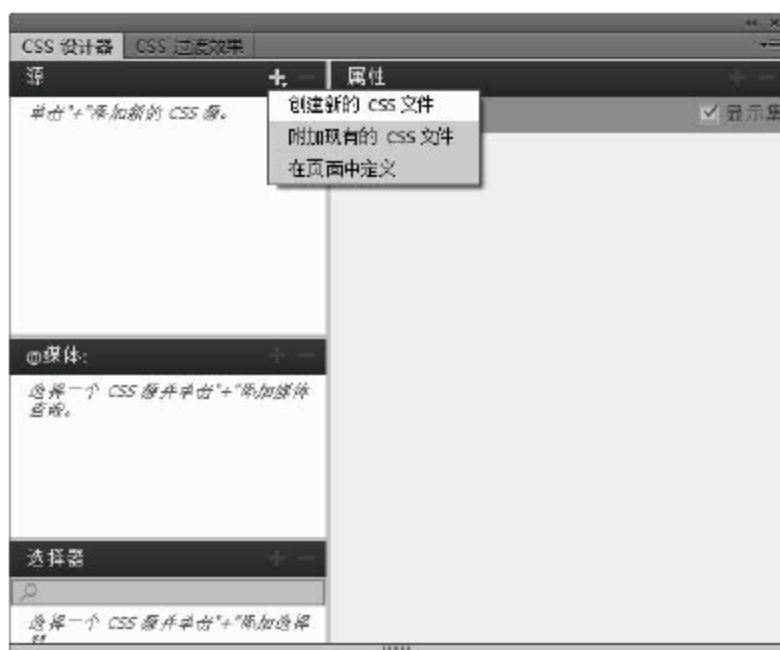 CSS 设计器 CSS 过渡效果
源
属性
单击"+"添加新的 CSS 源。
创建新的 CSS 文件
附加现有的 CSS 文件
在页面中定义
显示集
@媒体:
选择一个 CSS 源并单击"+"添加媒体
查询。
选择器
选择一个 CSS 源并单击"+"添加选择